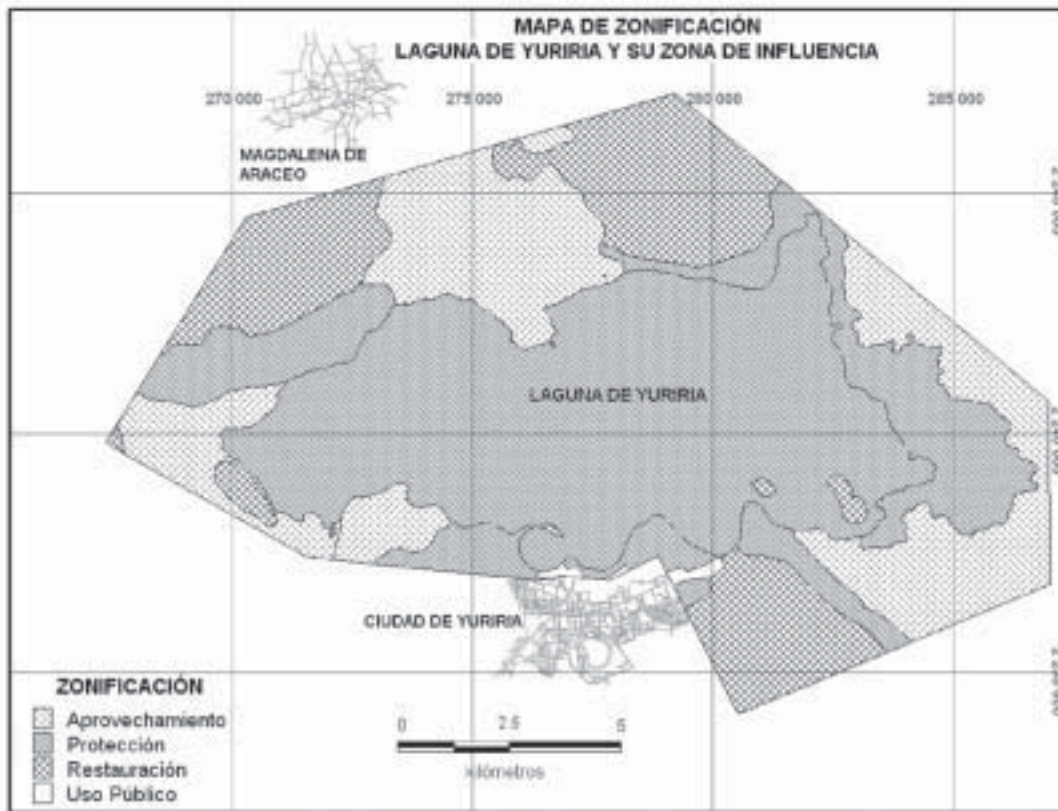 MAPA DE ZONIFICACIÓN
LAGUNA DE YURIRIA Y SU ZONA DE INFLUENCIA
270 000
275 000
280 000
285 000
MAGDALENA DE
ARACEO
LAGUNA DE YURIRIA
CIUDAD DE YURIRIA
ZONIFICACIÓN
Aprovechamiento
Protección
Restauración
Uso Público
0 2.5 5
kilómetros